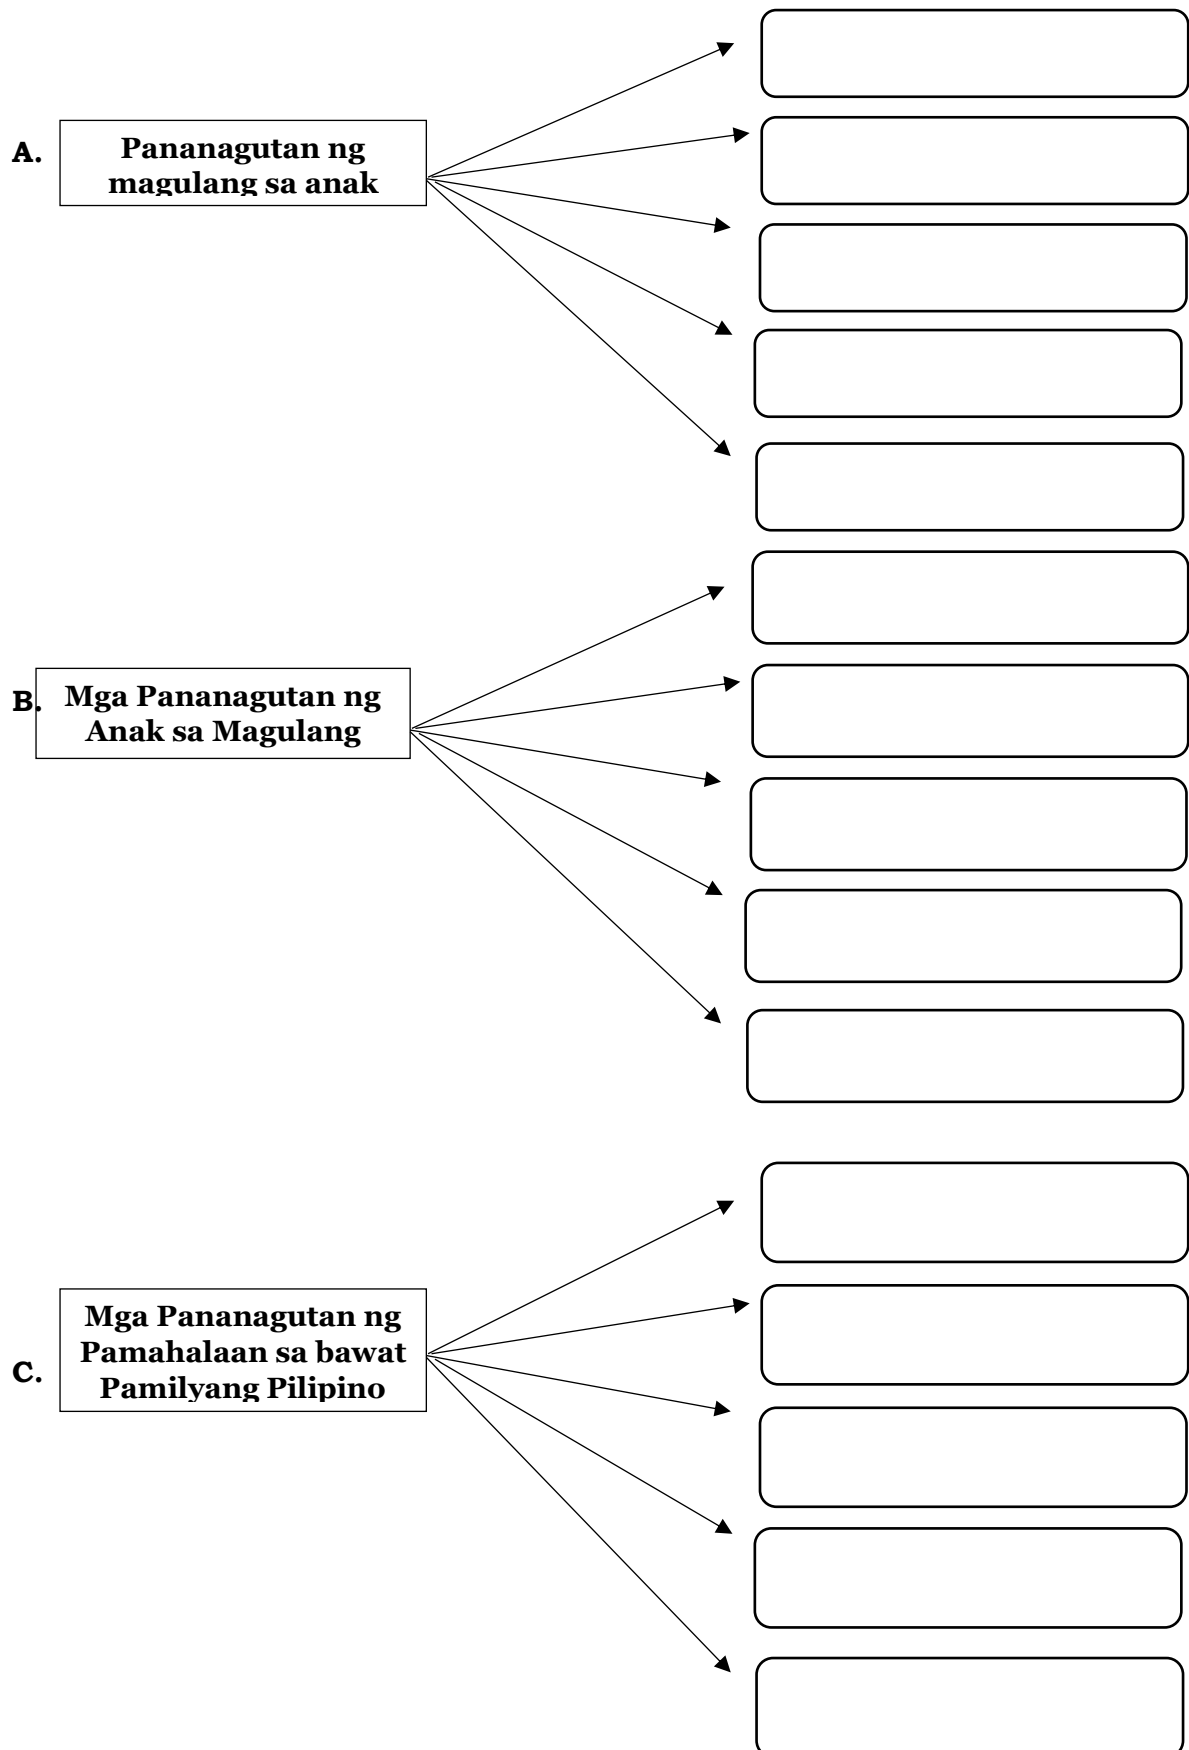 A.
Pananagutan ng
magulang sa anak
B.
Mga Pananagutan ng
Anak sa Magulang
C.
Mga Pananagutan ng
Pamahalaan sa bawat
Pamilyang Pilipino